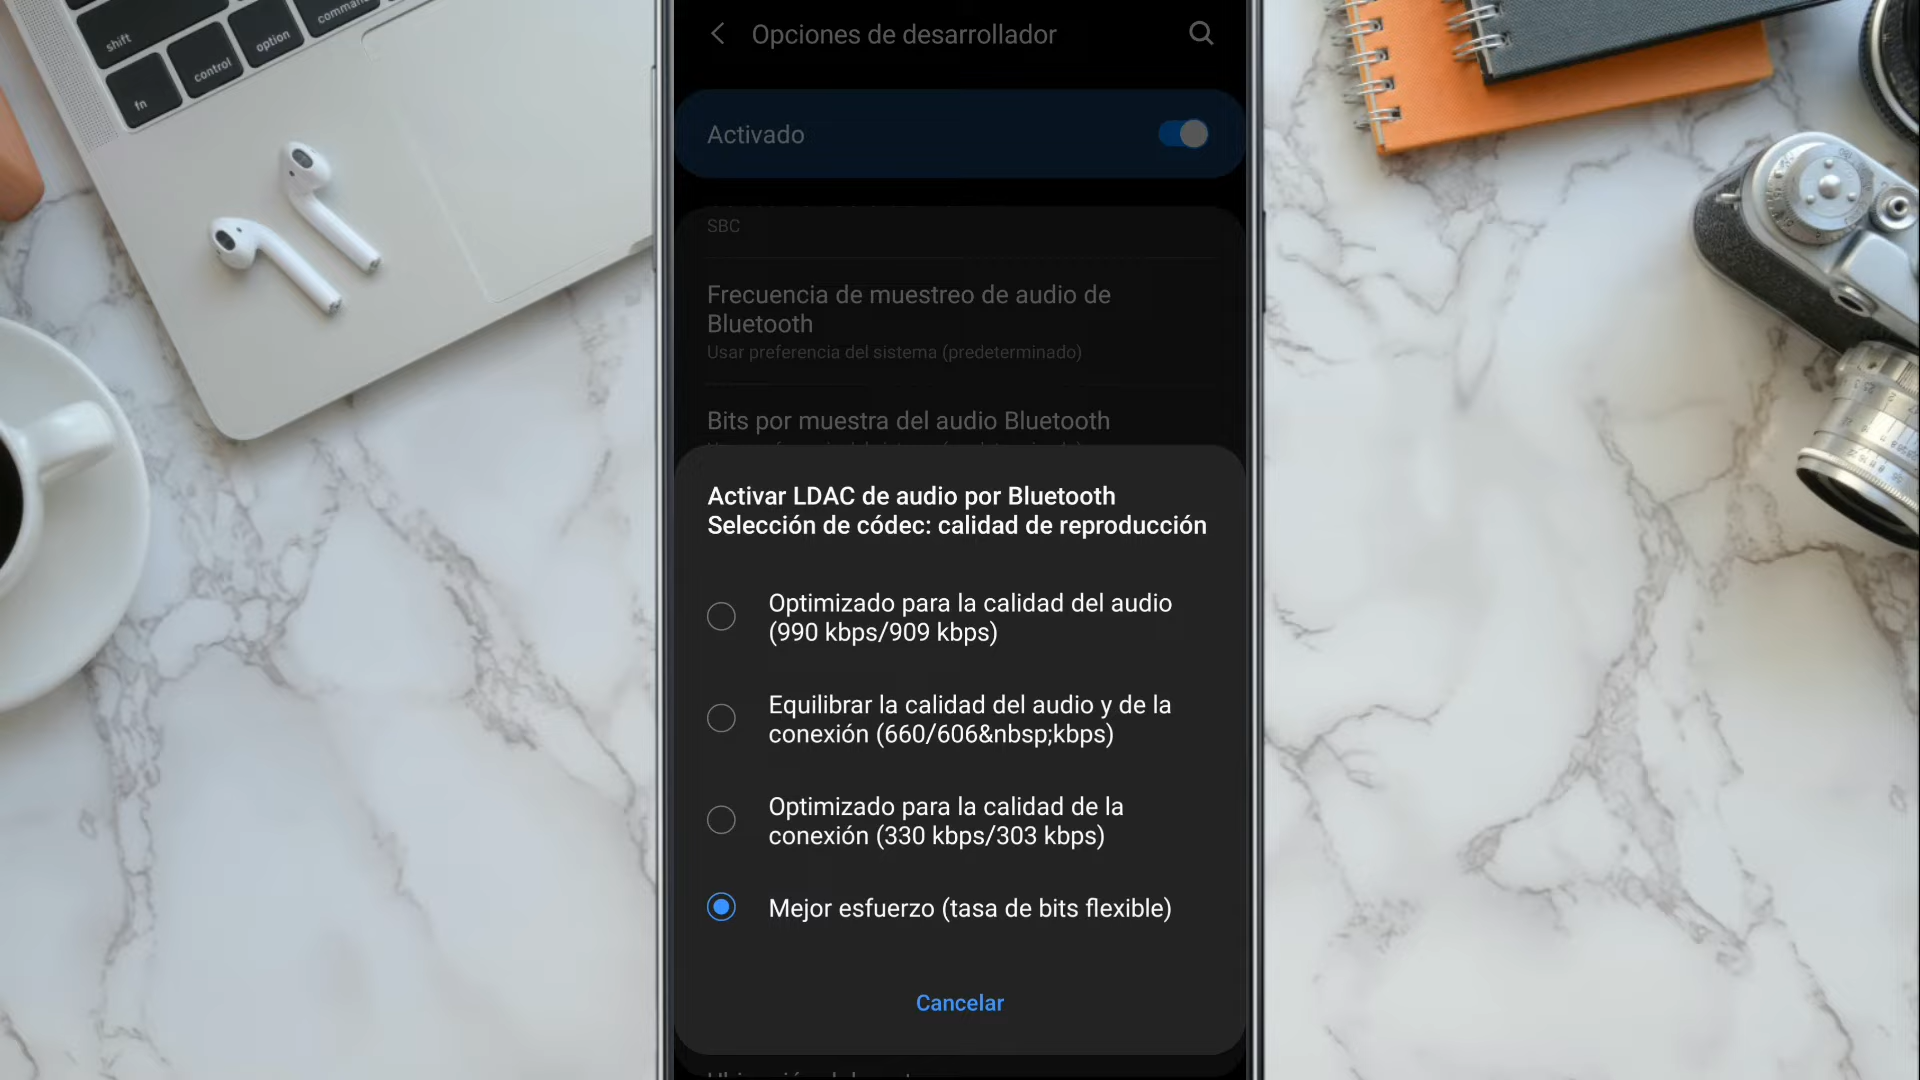 shift
option
command
fn
control
Opciones de desarrollador
Activado
SBC
Frecuencia de muestreo de audio de
Bluetooth
Usar preferencia del sistema (predeterminado)
Bits por muestra del audio Bluetooth
Activar LDAC de audio por Bluetooth
Selección de códec: calidad de reproducción
Optimizado para la calidad del audio
(990 kbps/909 kbps)
Equilibrar la calidad del audio y de la
conexión (660/606&nbsp;kbps)
Optimizado para la calidad de la
conexión (330 kbps/303 kbps)
Mejor esfuerzo (tasa de bits flexible)
Cancelar